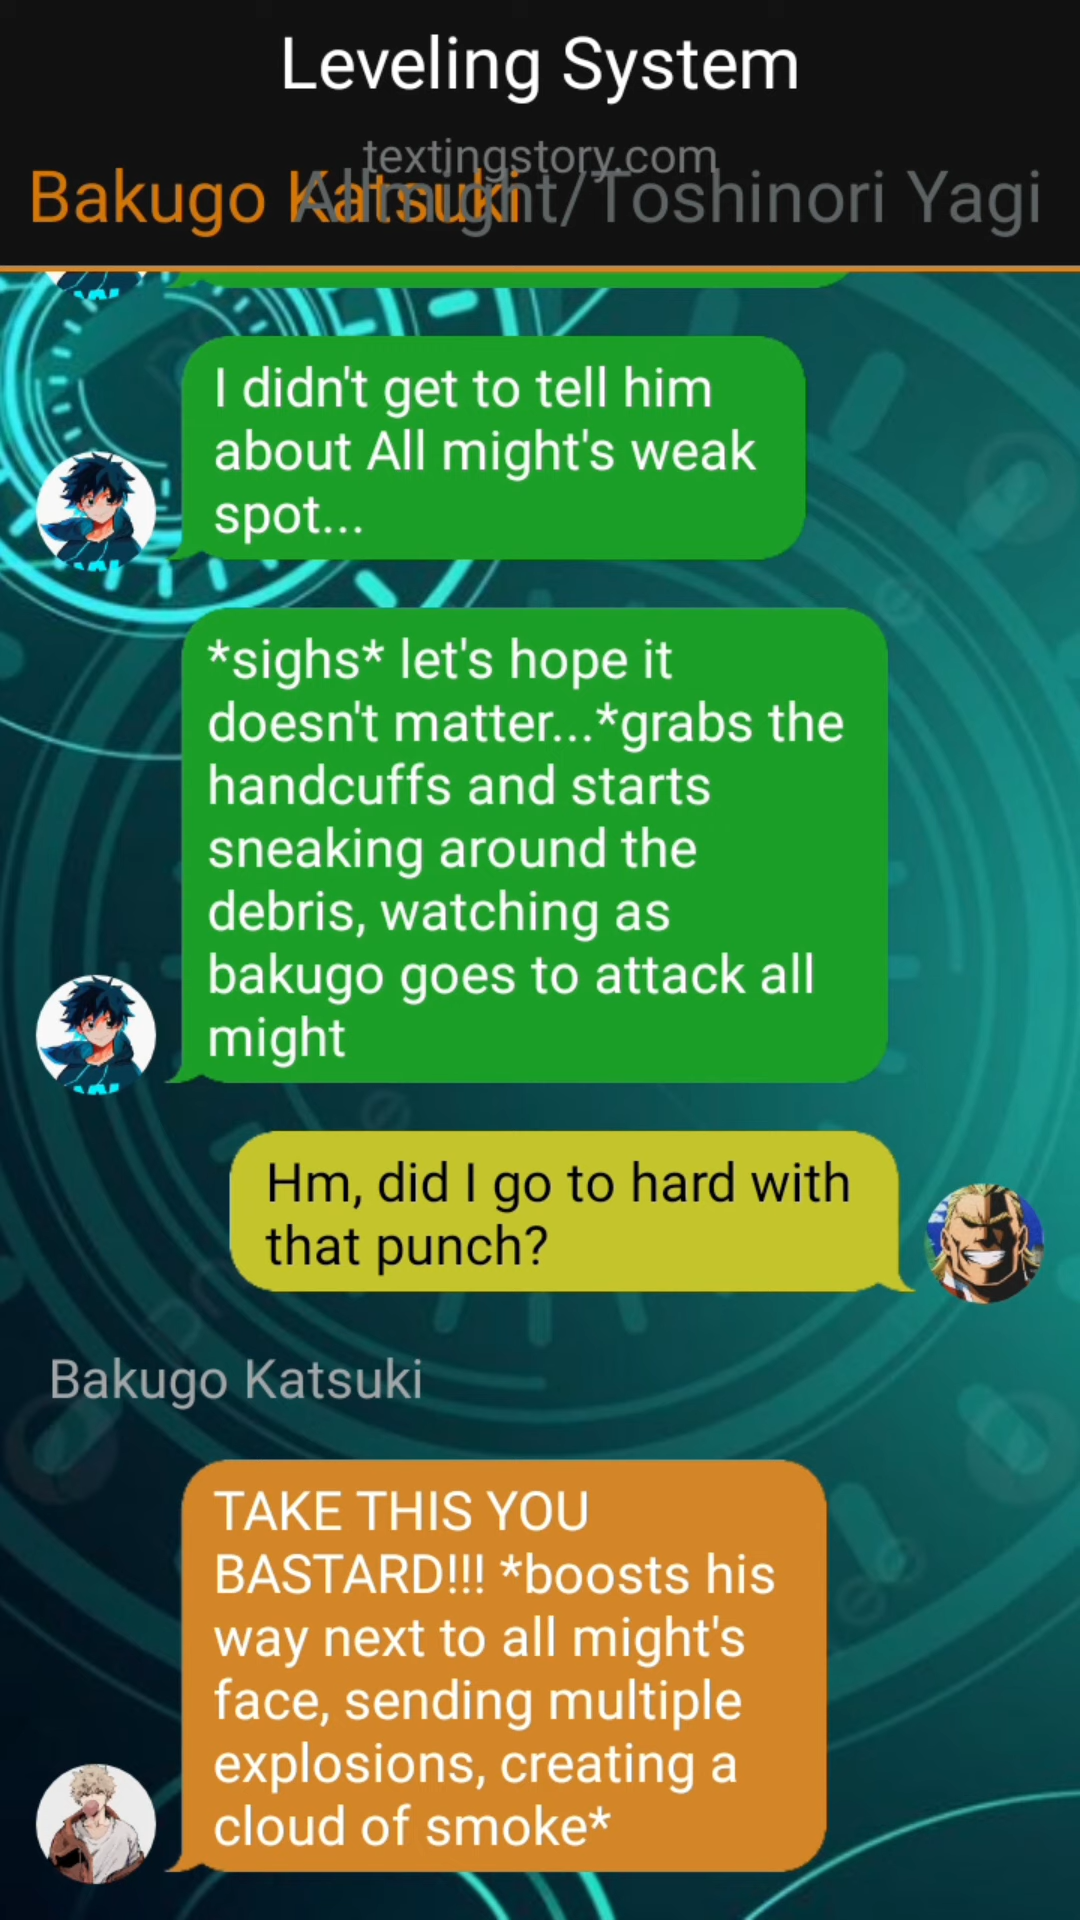 Leveling System
textingstory.com
Bakugo Katsuki
Allmight/Toshinori Yagi
I didn't get to tell him
about All might's weak
spot...
*sighs* let's hope it
doesn't matter...*grabs the
handcuffs and starts
sneaking around the
debris, watching as
bakugo goes to attack all
might
Hm, did I go to hard with
that punch?
Bakugo Katsuki
TAKE THIS YOU
BASTARD!!! *boosts his
way next to all might's
face, sending multiple
explosions, creating a
cloud of smoke*